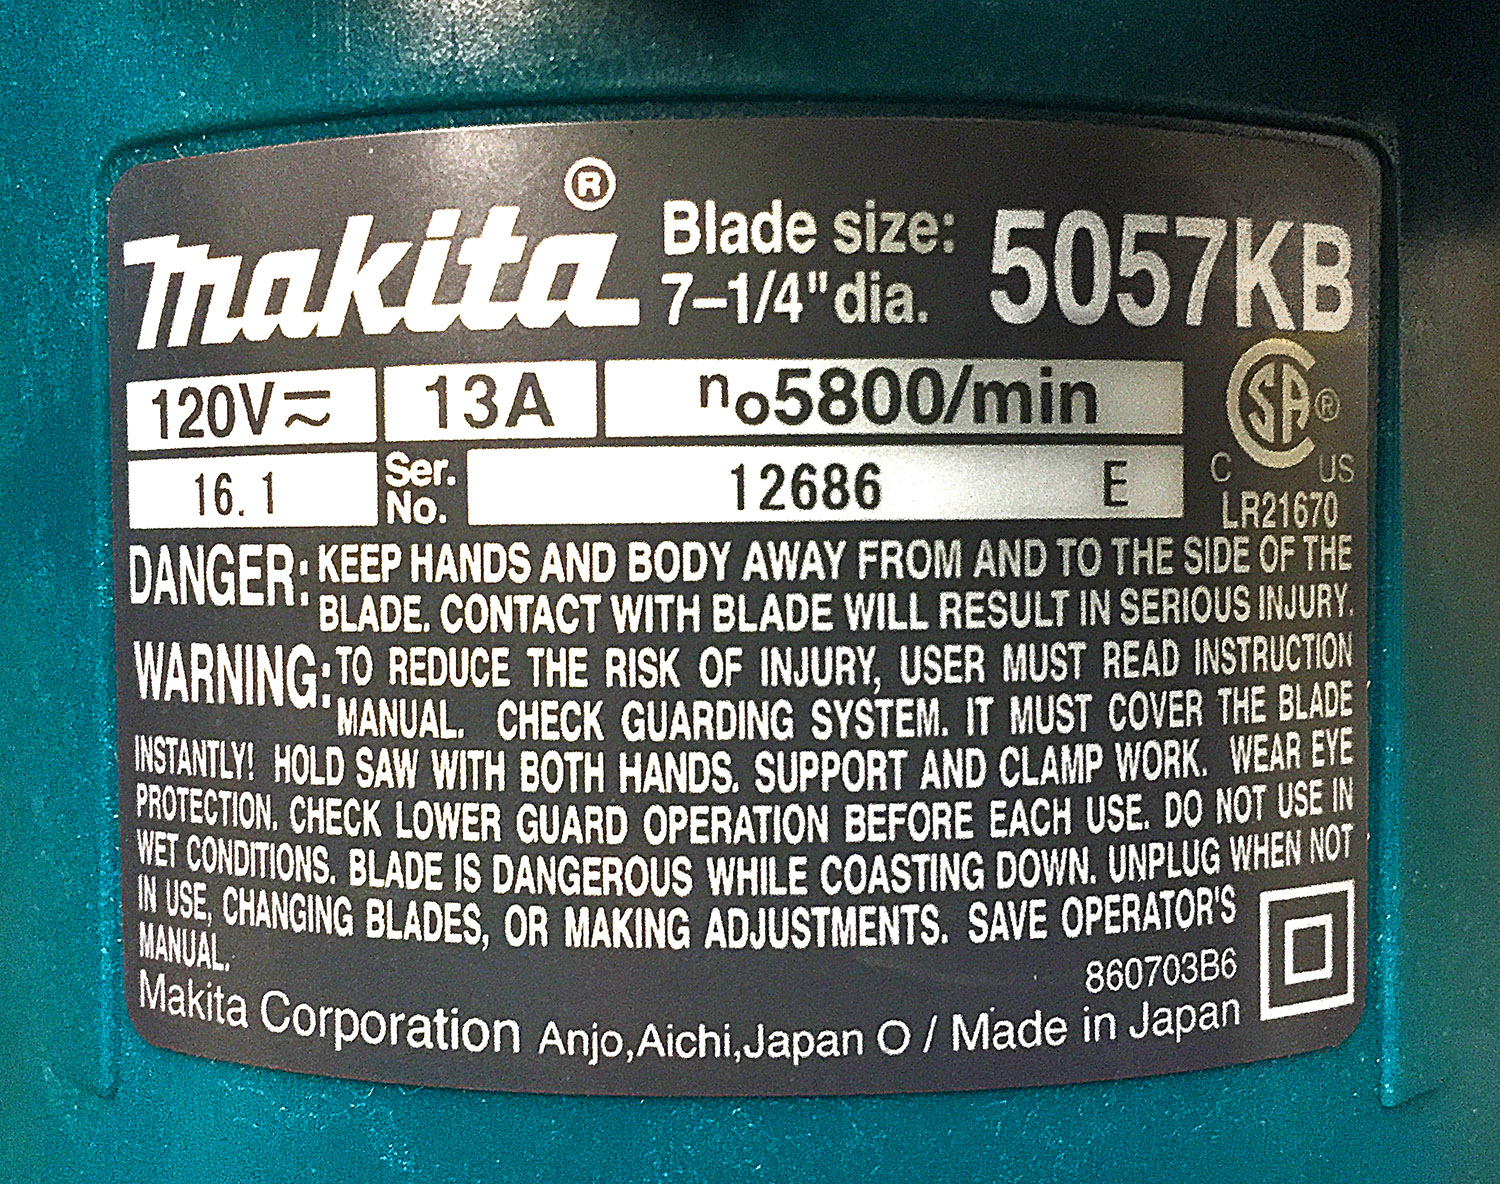 makita®
Blade size:
7–1/4" dia.
5057KB
120V⎓~ 13A n₀5800/min
16. 1 Ser. No. 12686 E
CSA®
C US
LR21670
DANGER: KEEP HANDS AND BODY AWAY FROM AND TO THE SIDE OF THE
BLADE. CONTACT WITH BLADE WILL RESULT IN SERIOUS INJURY.
WARNING: TO REDUCE THE RISK OF INJURY, USER MUST READ INSTRUCTION
MANUAL. CHECK GUARDING SYSTEM. IT MUST COVER THE BLADE
INSTANTLY! HOLD SAW WITH BOTH HANDS. SUPPORT AND CLAMP WORK. WEAR EYE
PROTECTION. CHECK LOWER GUARD OPERATION BEFORE EACH USE. DO NOT USE IN
WET CONDITIONS. BLADE IS DANGEROUS WHILE COASTING DOWN. UNPLUG WHEN NOT
IN USE, CHANGING BLADES, OR MAKING ADJUSTMENTS. SAVE OPERATOR'S
MANUAL.
860703B6
Makita Corporation Anjo,Aichi,Japan O / Made in Japan